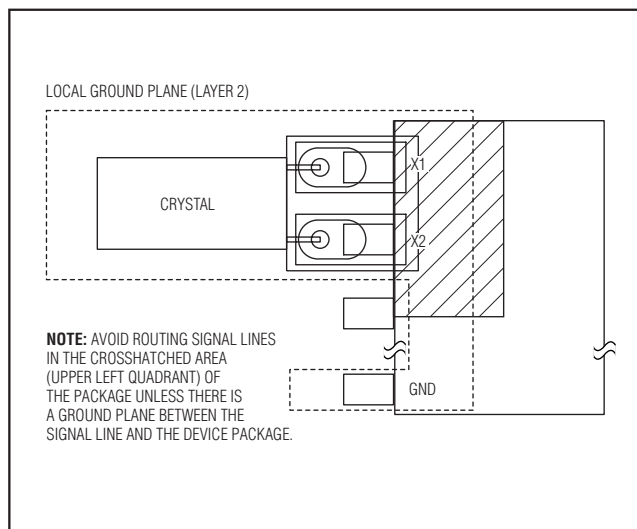 LOCAL GROUND PLANE (LAYER 2)
CRYSTAL
X1
X2
NOTE: AVOID ROUTING SIGNAL LINES
IN THE CROSSHATCHED AREA
(UPPER LEFT QUADRANT) OF
THE PACKAGE UNLESS THERE IS
A GROUND PLANE BETWEEN THE
SIGNAL LINE AND THE DEVICE PACKAGE.
GND